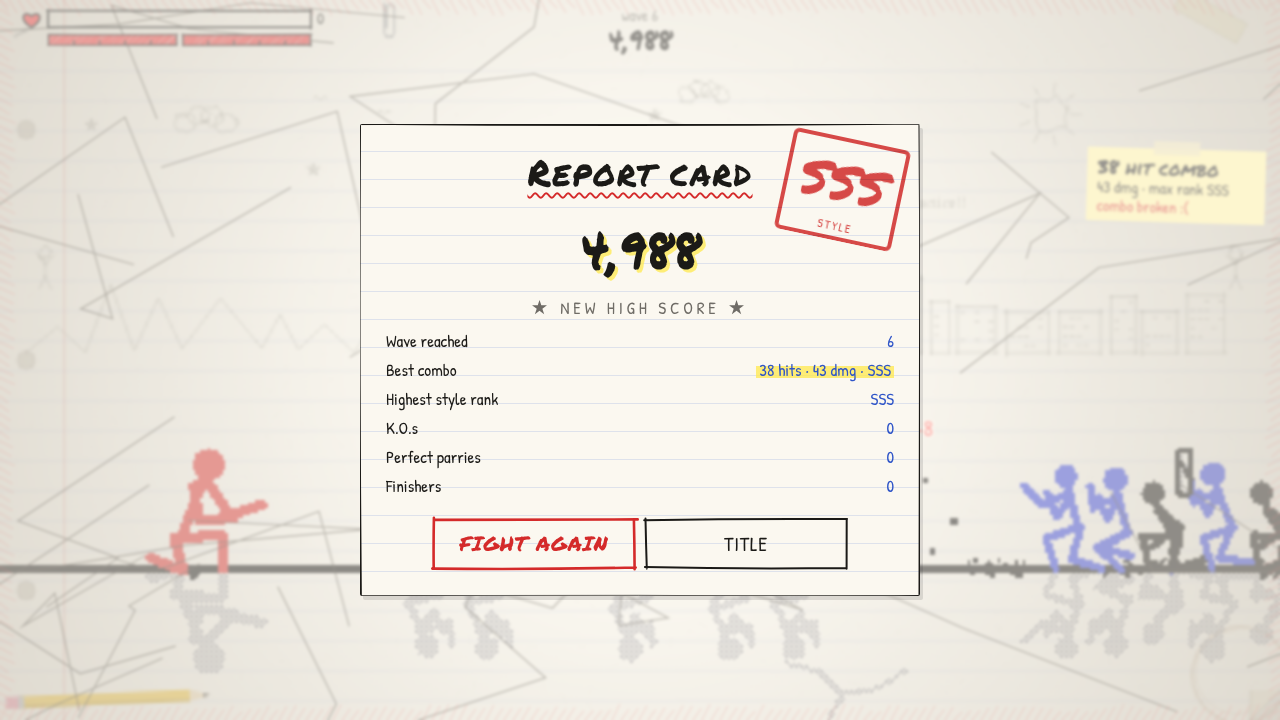 0
wave 6
4,988
REPORT CARD
SSS
STYLE
4,988
★ NEW HIGH SCORE ★
Wave reached 6
Best combo 38 hits · 43 dmg · SSS
Highest style rank SSS
K.O.s 0
Perfect parries 0
Finishers 0
FIGHT AGAIN
TITLE
38 HIT COMBO
43 dmg · max rank SSS
combo broken :(